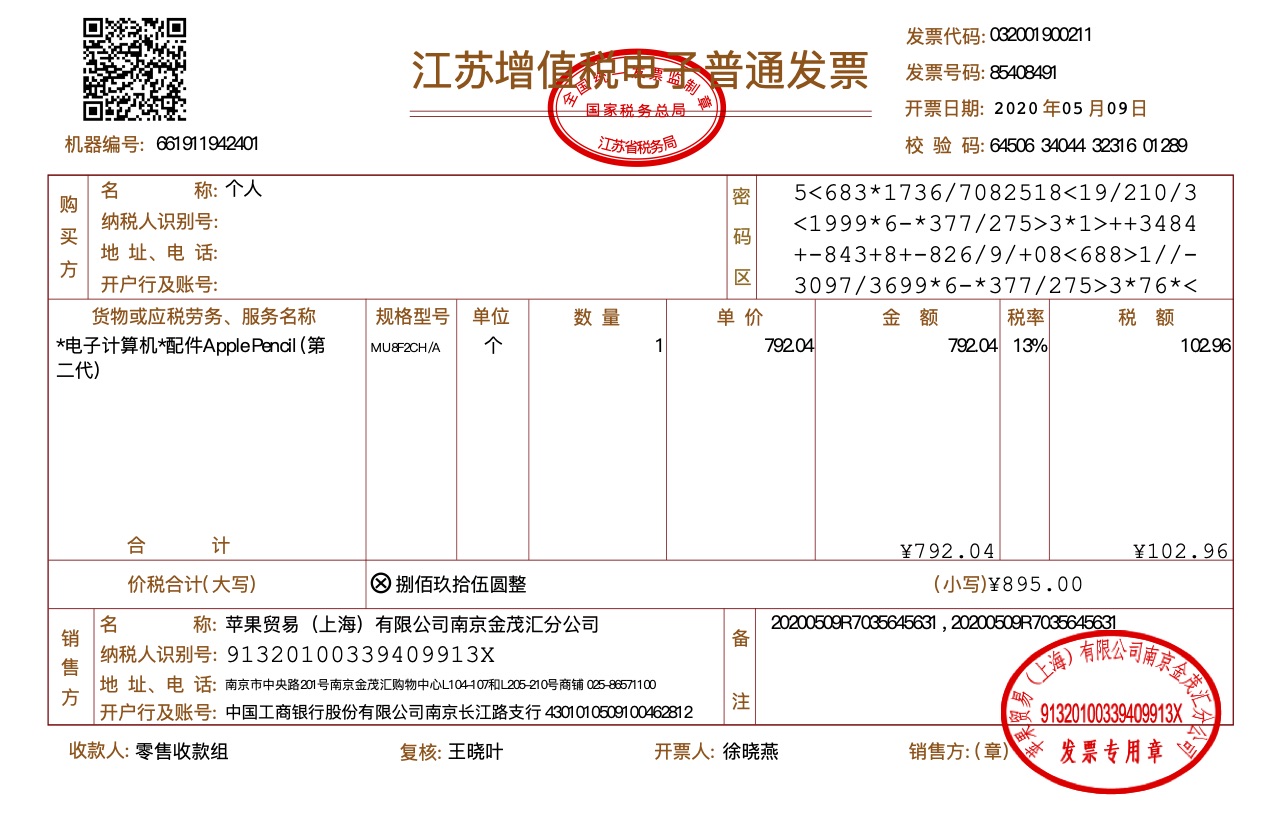 江苏增值税电子普通发票
全国统一发票监制章
国家税务总局
江苏省税务局
发票代码: 032001900211
发票号码: 85408491
开票日期: 2020 年05 月09日
校 验 码: 64506 34044 32316 01289
机器编号: 661911942401
购买方
名 称: 个人
纳税人识别号:
地 址、电 话:
开户行及账号:
密码区
5<683*1736/7082518<19/210/3
<1999*6-*377/275>3*1>++3484
+-843+8+-826/9/+08<688>1//-
3097/3699*6-*377/275>3*76*<
货物或应税劳务、服务名称 规格型号 单位 数 量 单 价 金 额 税率 税 额
*电子计算机*配件Apple Pencil (第 MU8F2CH/A 个 1 792.04 792.04 13% 102.96
二代)
合 计 ¥792.04 ¥102.96
价税合计(大写) ⊗捌佰玖拾伍圆整 (小写)¥895.00
销售方
名 称: 苹果贸易（上海）有限公司南京金茂汇分公司
纳税人识别号: 91320100339409913X
地 址、电 话: 南京市中央路201号南京金茂汇购物中心L104-107和L205-210号商铺 025-86571100
开户行及账号: 中国工商银行股份有限公司南京长江路支行 4301010509100462812
备注
20200509R7035645631 , 20200509R7035645631
苹果贸易（上海）有限公司南京金茂汇分公司
91320100339409913X
发票专用章
收款人: 零售收款组 复核: 王晓叶 开票人: 徐晓燕 销售方: (章)